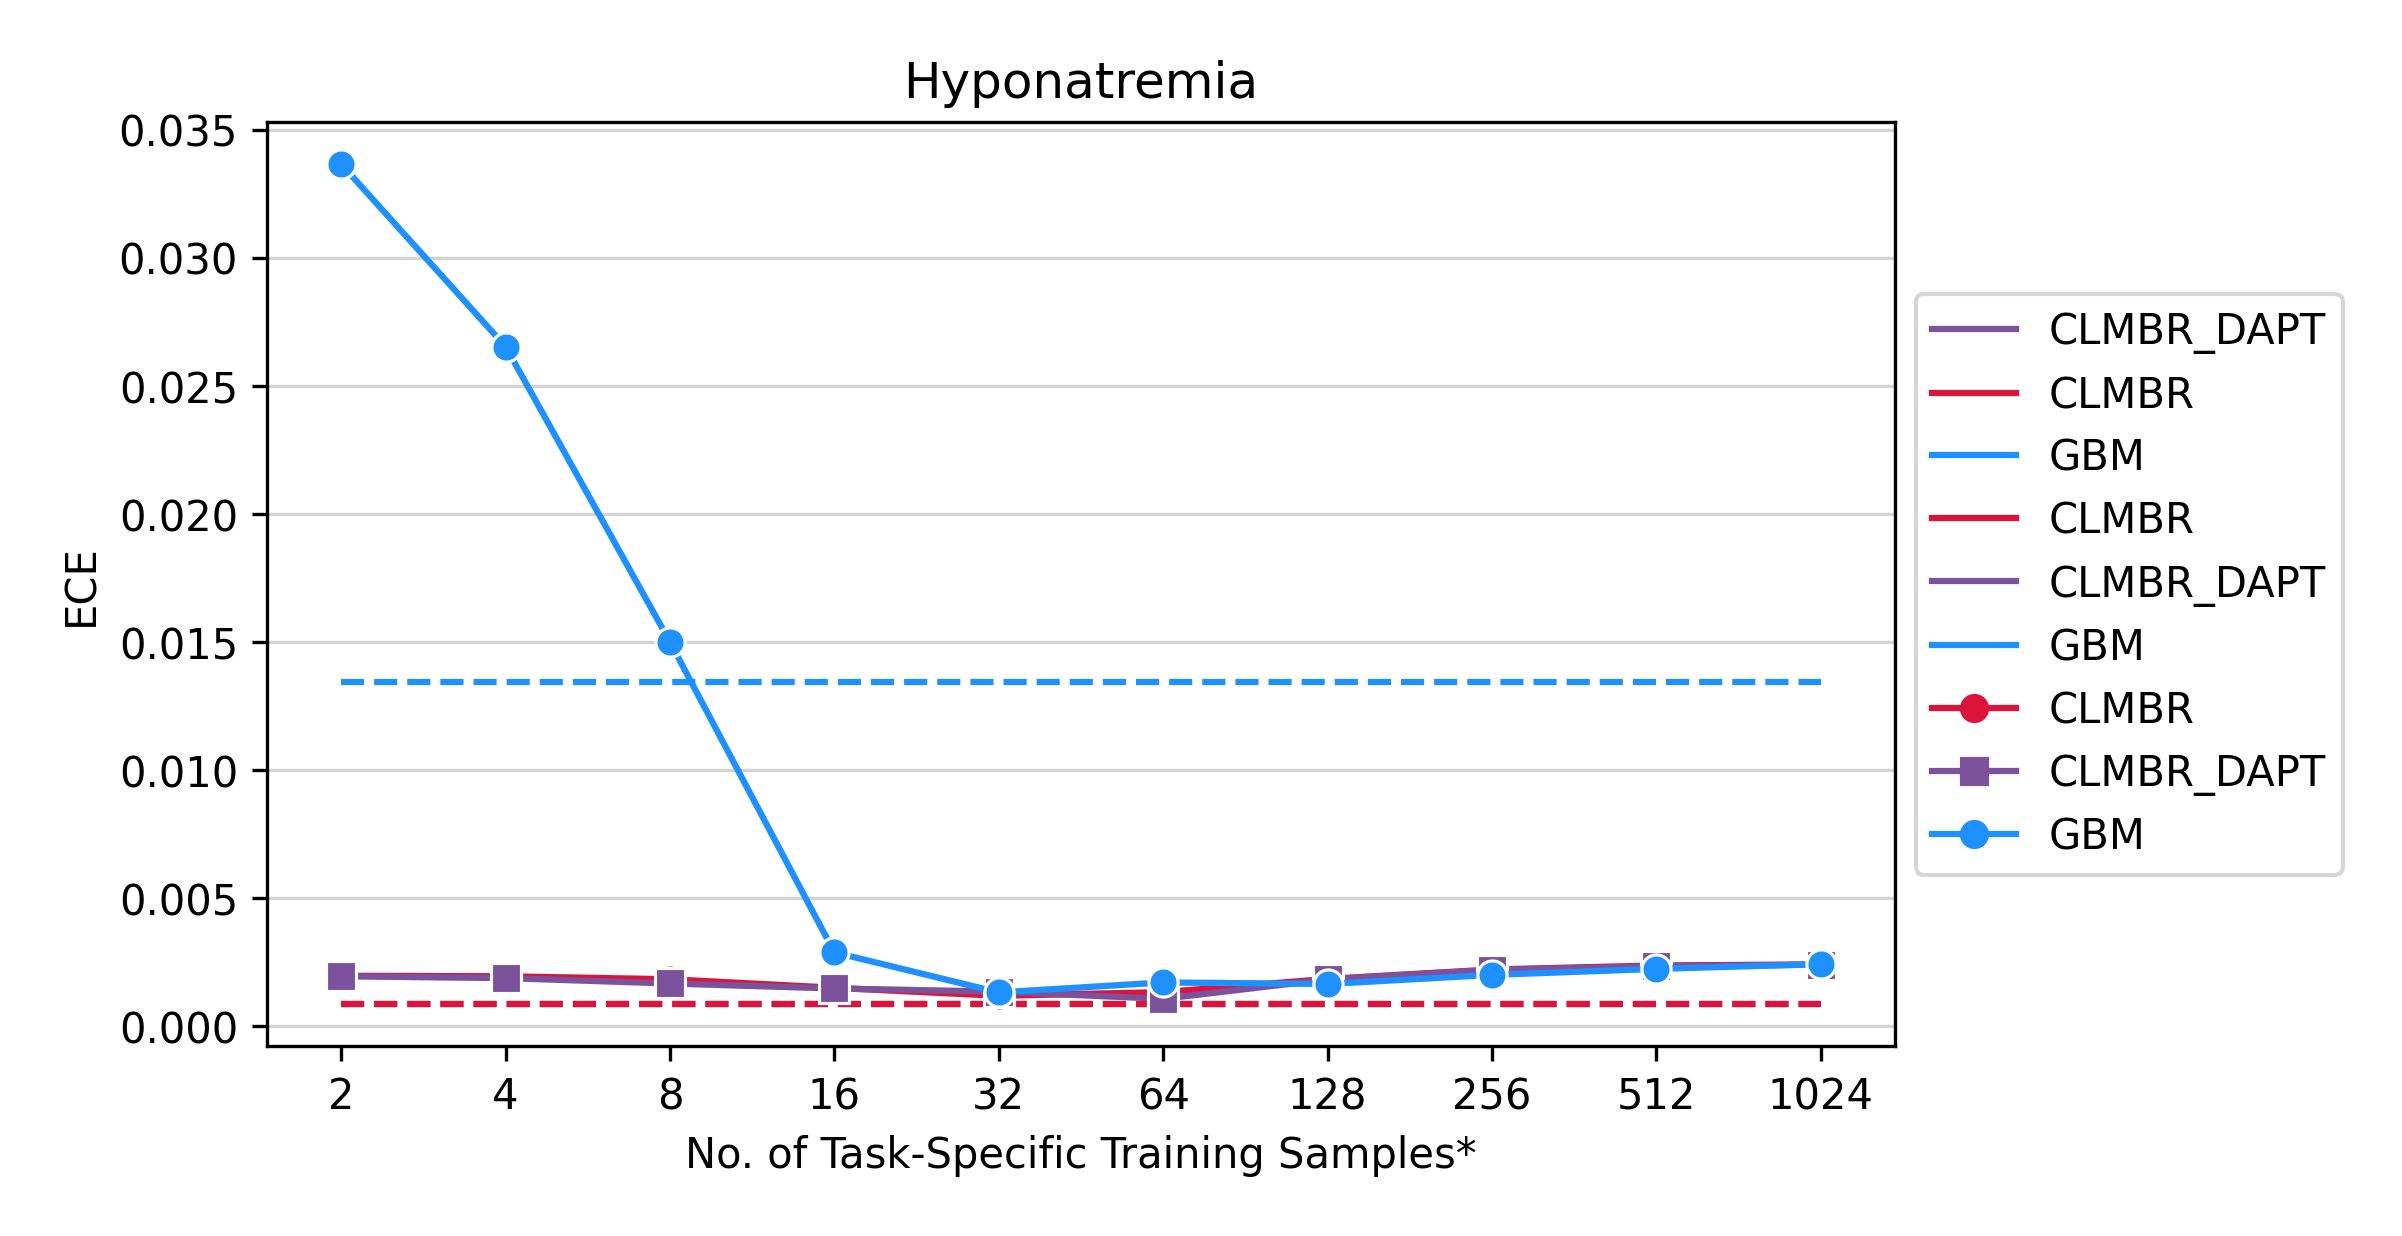 Hyponatremia
0.035
0.030
0.025
0.020
0.015
0.010
0.005
0.000
ECE
2 4 8 16 32 64 128 256 512 1024
No. of Task-Specific Training Samples*
CLMBR_DAPT
CLMBR
GBM
CLMBR
CLMBR_DAPT
GBM
CLMBR
CLMBR_DAPT
GBM